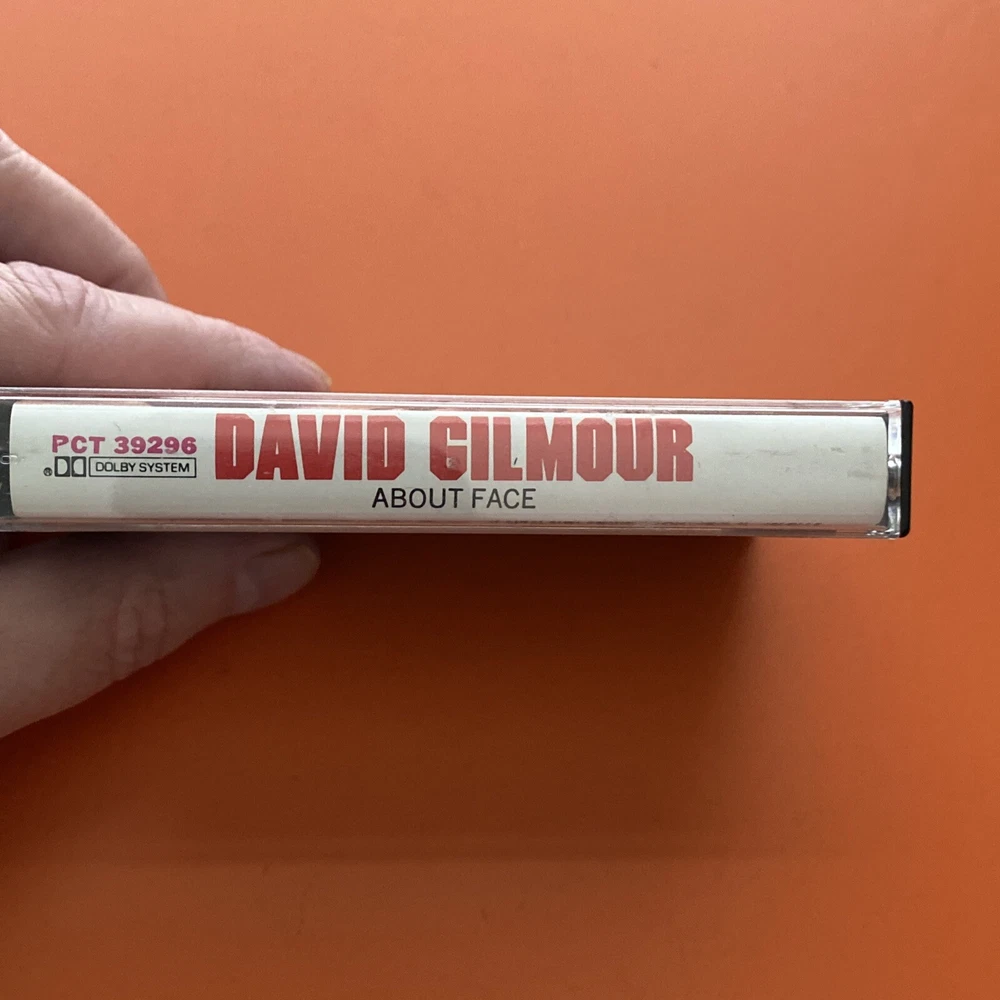 PCT 39296
DOLBY SYSTEM
DAVID GILMOUR
ABOUT FACE